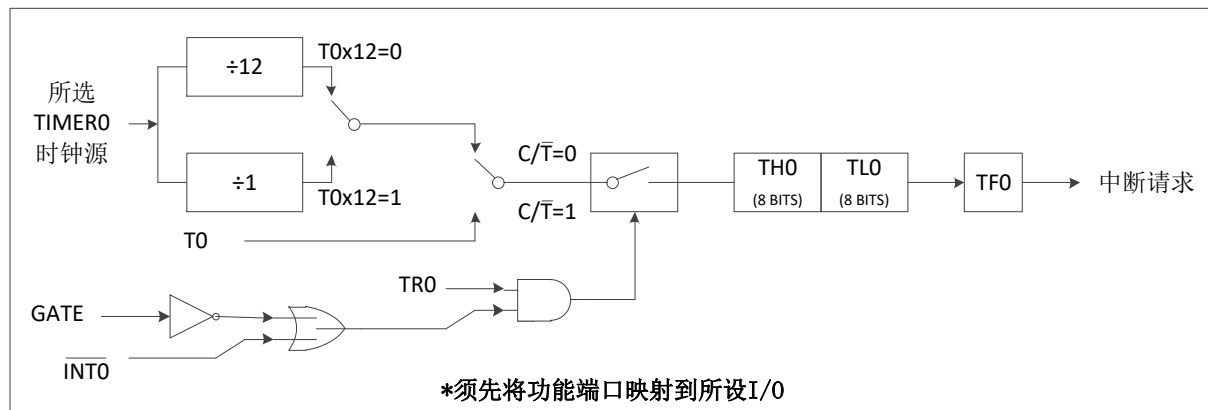 ÷12
T0x12=0
所选
TIMER0
时钟源
÷1
T0x12=1
T0
C/T̅=0
C/T̅=1
TH0
(8 BITS)
TL0
(8 BITS)
TF0
中断请求
TR0
GATE
I̅N̅T̅0̅
*须先将功能端口映射到所设I/O